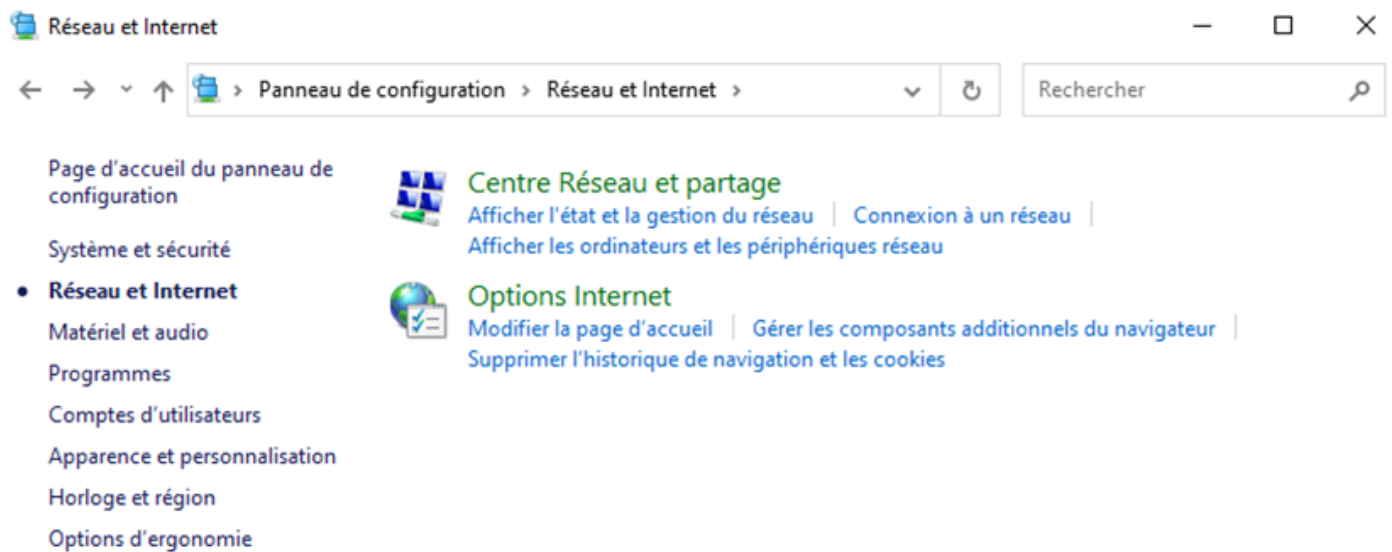 Réseau et Internet
Panneau de configuration > Réseau et Internet >
Rechercher
Page d'accueil du panneau de
configuration
Système et sécurité
Réseau et Internet
Matériel et audio
Programmes
Comptes d'utilisateurs
Apparence et personnalisation
Horloge et région
Options d'ergonomie
Centre Réseau et partage
Afficher l'état et la gestion du réseau | Connexion à un réseau |
Afficher les ordinateurs et les périphériques réseau
Options Internet
Modifier la page d'accueil | Gérer les composants additionnels du navigateur |
Supprimer l'historique de navigation et les cookies